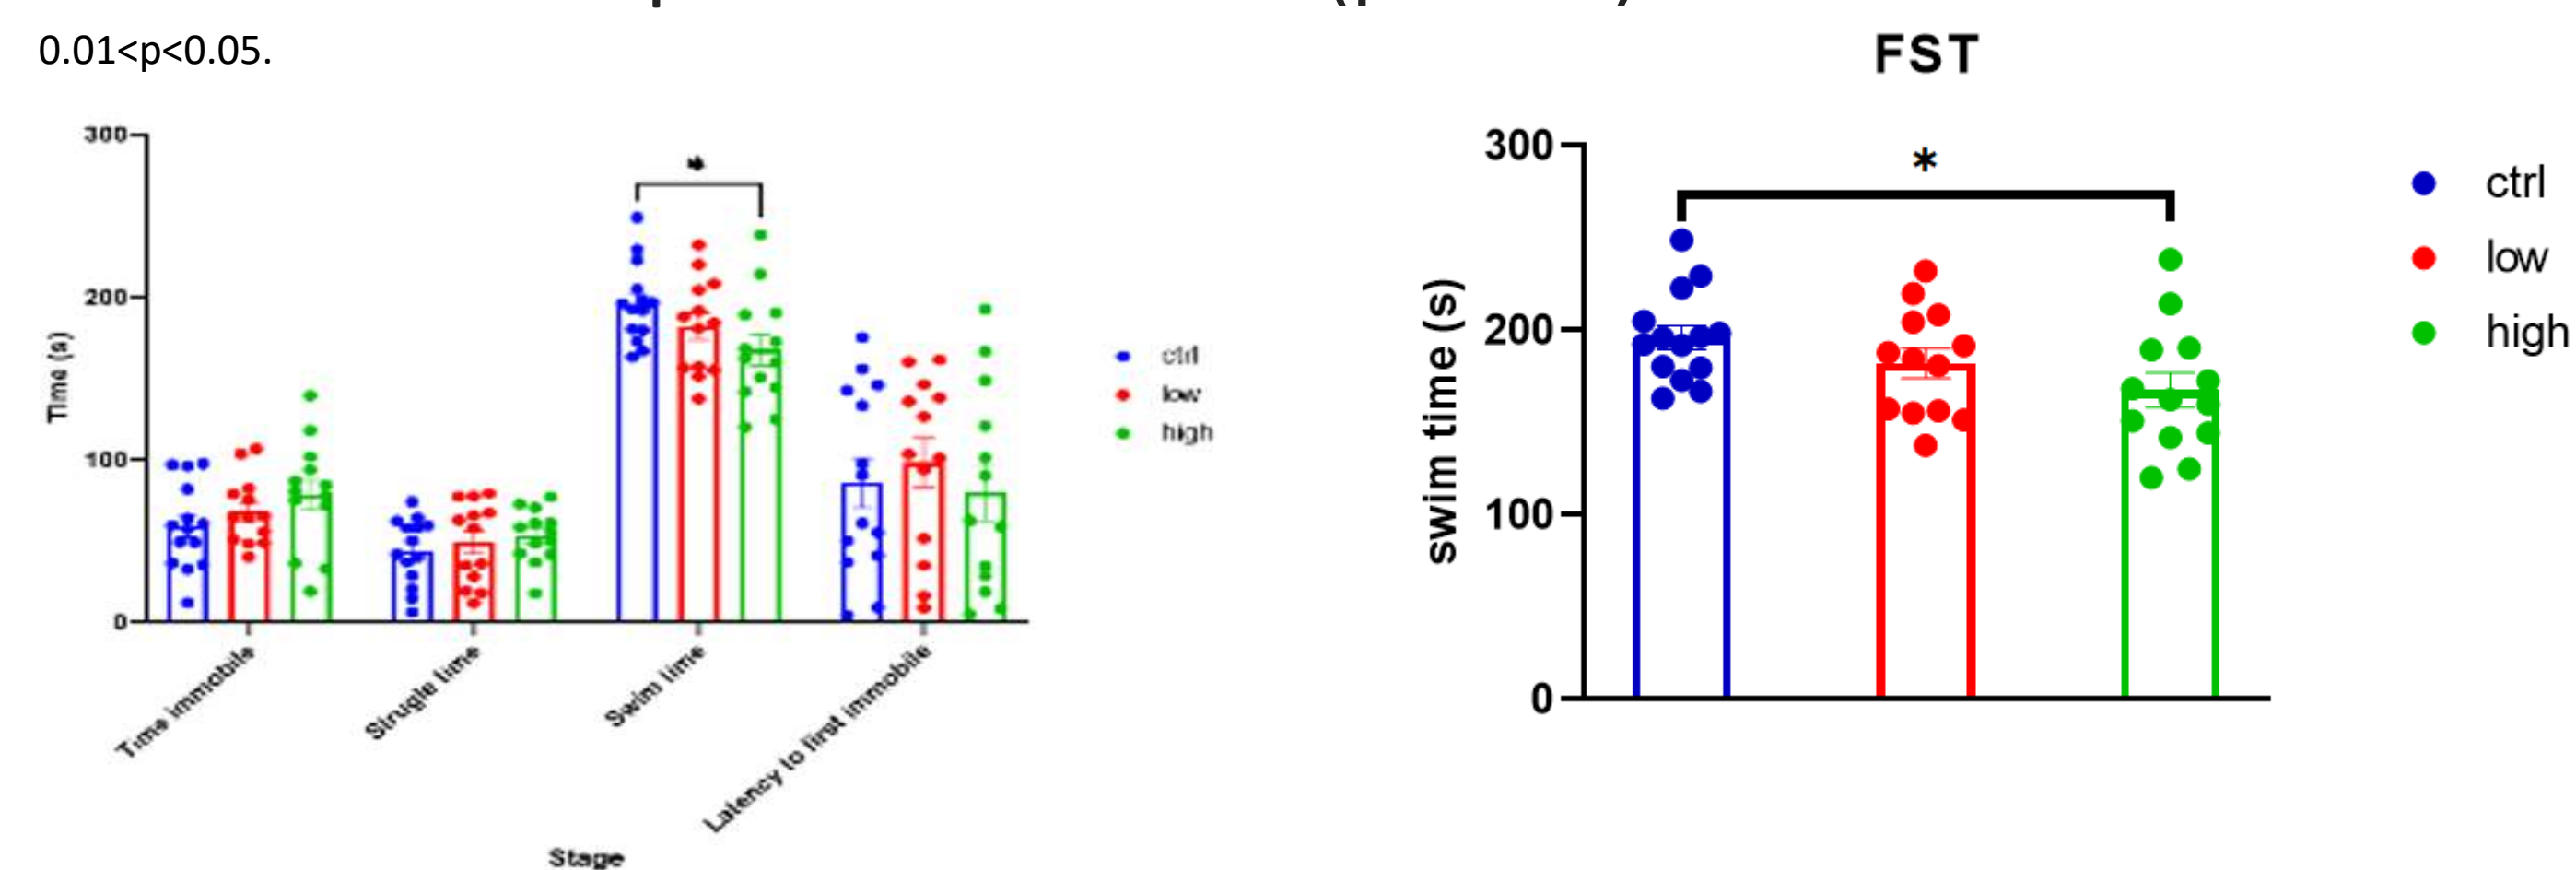 0.01<p<0.05.
300
200
100
0
Time (s)
*
Time immobile
Strugle time
Swim time
Latency to first immobile
Stage
ctrl
low
high
FST
300
200
100
0
swim time (s)
*
ctrl
low
high